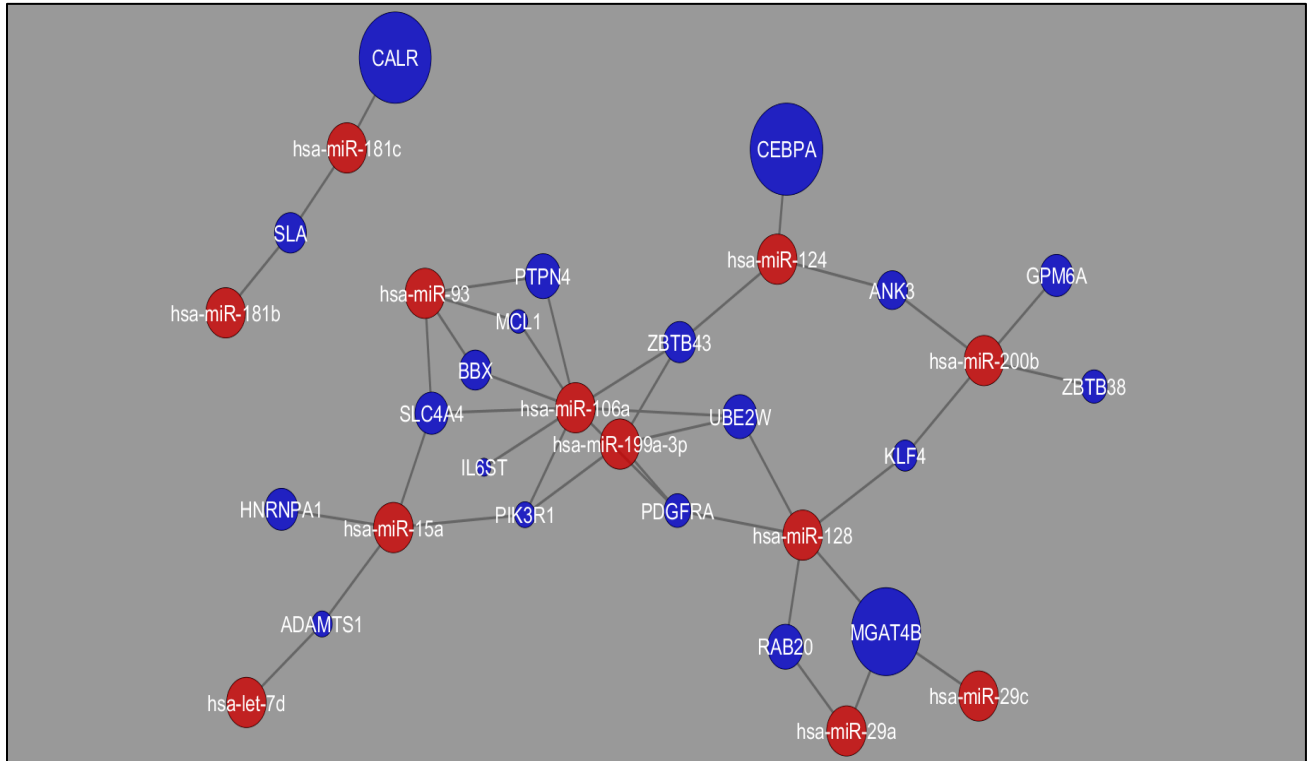 CALR
hsa-miR-181c
CEBPA
SLA
hsa-miR-124
hsa-miR-181b
hsa-miR-93
PTPN4
ANK3
GPM6A
MCL1
ZBTB43
hsa-miR-200b
BBX
ZBTB38
SLC4A4
hsa-miR-106a
UBE2W
hsa-miR-199a-3p
IL6ST
KLF4
HNRNPA1
hsa-miR-15a
PIK3R1
PDGFRA
hsa-miR-128
ADAMTS1
RAB20
MGAT4B
hsa-let-7d
hsa-miR-29c
hsa-miR-29a